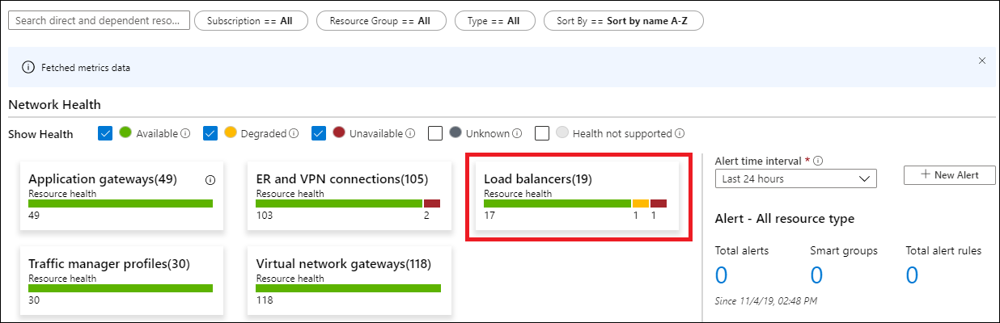 Search direct and dependent reso...
Subscription == All
Resource Group == All
Type == All
Sort By == Sort by name A-Z
Fetched metrics data
Network Health
Show Health
Available
Degraded
Unavailable
Unknown
Health not supported
Application gateways(49)
Resource health
49
ER and VPN connections(105)
Resource health
103 2
Load balancers(19)
Resource health
17 1 1
Traffic manager profiles(30)
Resource health
30
Virtual network gateways(118)
Resource health
118
Alert time interval *
Last 24 hours
+ New Alert
Alert - All resource type
Total alerts Smart groups Total alert rules
0 0 0
Since 11/4/19, 02:48 PM